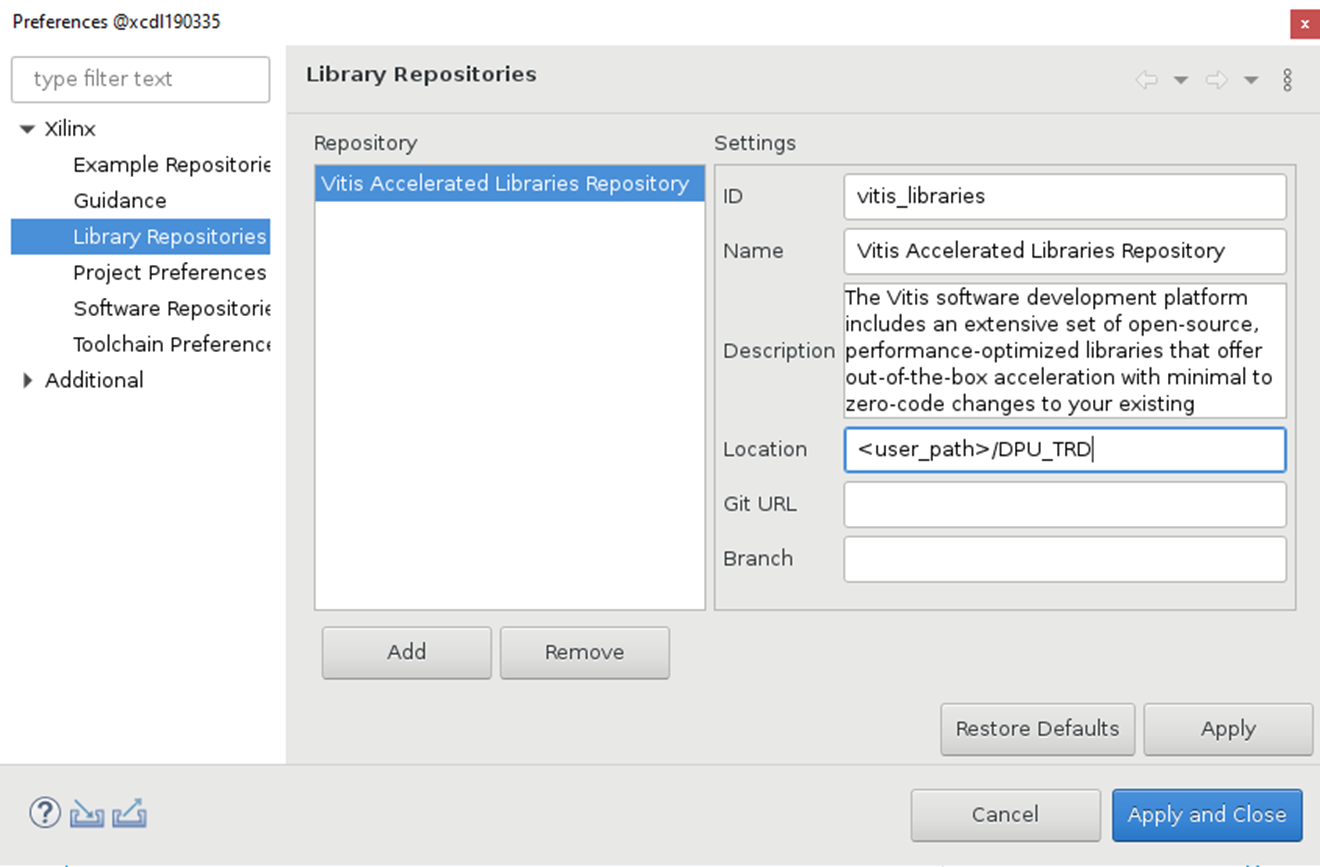 Preferences @xcdl190335
x
type filter text
Xilinx
Example Repositorie
Guidance
Library Repositories
Project Preferences
Software Repositorie
Toolchain Preference
Additional
Library Repositories
Repository
Vitis Accelerated Libraries Repository
Add
Remove
Settings
ID
vitis_libraries
Name
Vitis Accelerated Libraries Repository
Description
The Vitis software development platform
includes an extensive set of open-source,
performance-optimized libraries that offer
out-of-the-box acceleration with minimal to
zero-code changes to your existing
Location
<user_path>/DPU_TRD
Git URL
Branch
Restore Defaults
Apply
?
Cancel
Apply and Close